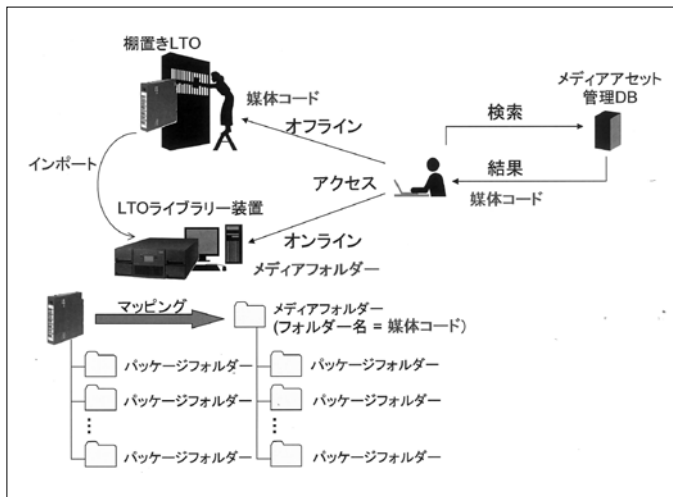 棚置きLTO
媒体コード
オフライン
メディアアセット
管理DB
検索
結果
媒体コード
インポート
アクセス
LTOライブラリー装置
オンライン
メディアフォルダー
マッピング
メディアフォルダー
(フォルダー名 = 媒体コード)
パッケージフォルダー
パッケージフォルダー
パッケージフォルダー
パッケージフォルダー
パッケージフォルダー
パッケージフォルダー